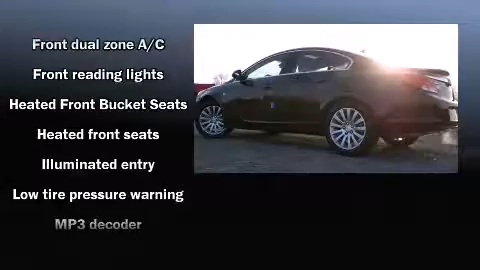 Front dual zone A/C
Front reading lights
Heated Front Bucket Seats
Heated front seats
Illuminated entry
Low tire pressure warning
MP3 decoder